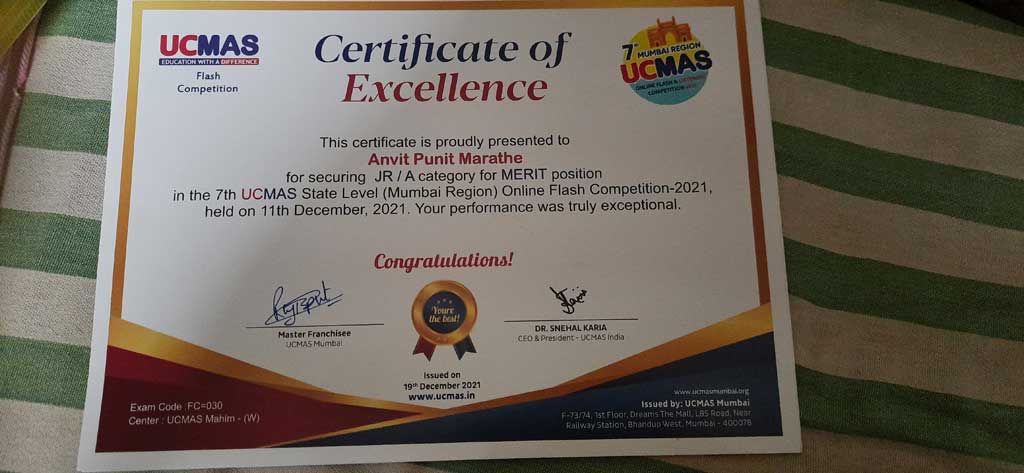 UCMAS
EDUCATION WITH A DIFFERENCE
Flash
Competition
Certificate of
Excellence
7th MUMBAI REGION
UCMAS
ONLINE FLASH &
COMPETITION
This certificate is proudly presented to
Anvit Punit Marathe
for securing JR / A category for MERIT position
in the 7th UCMAS State Level (Mumbai Region) Online Flash Competition-2021,
held on 11th December, 2021. Your performance was truly exceptional.
Congratulations!
Master Franchisee
UCMAS Mumbai
Youre
the best!
DR. SNEHAL KARIA
CEO & President - UCMAS India
Issued on
19th December 2021
www.ucmas.in
Exam Code :FC=030
Center : UCMAS Mahim - (W)
www.ucmasmumbai.org
Issued by: UCMAS Mumbai
F-73/74, 1st Floor, Dreams The Mall, LBS Road, Near
Railway Station, Bhandup West, Mumbai - 400078